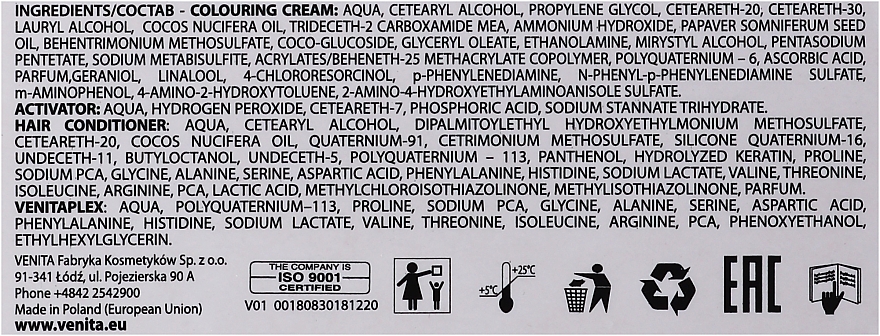 INGREDIENTS/СОСТАВ - COLOURING CREAM: AQUA, CETEARYL ALCOHOL, PROPYLENE GLYCOL, CETEARETH-20, CETEARETH-30,
LAURYL ALCOHOL, COCOS NUCIFERA OIL, TRIDECETH-2 CARBOXAMIDE MEA, AMMONIUM HYDROXIDE, PAPAVER SOMNIFERUM SEED
OIL, BEHENTRIMONIUM METHOSULFATE, COCO-GLUCOSIDE, GLYCERYL OLEATE, ETHANOLAMINE, MIRYSTYL ALCOHOL, PENTASODIUM
PENTETATE, SODIUM METABISULFITE, ACRYLATES/BEHENETH-25 METHACRYLATE COPOLYMER, POLYQUATERNIUM – 6, ASCORBIC ACID,
PARFUM,GERANIOL, LINALOOL, 4-CHLORORESORCINOL, p-PHENYLENEDIAMINE, N-PHENYL-p-PHENYLENEDIAMINE SULFATE,
m-AMINOPHENOL, 4-AMINO-2-HYDROXYTOLUENE, 2-AMINO-4-HYDROXYETHYLAMINOANISOLE SULFATE.
ACTIVATOR: AQUA, HYDROGEN PEROXIDE, CETEARETH-7, PHOSPHORIC ACID, SODIUM STANNATE TRIHYDRATE.
HAIR CONDITIONER: AQUA, CETEARYL ALCOHOL, DIPALMITOYLETHYL HYDROXYETHYLMONIUM METHOSULFATE,
CETEARETH-20, COCOS NUCIFERA OIL, QUATERNIUM-91, CETRIMONIUM METHOSULFATE, SILICONE QUATERNIUM-16,
UNDECETH-11, BUTYLOCTANOL, UNDECETH-5, POLYQUATERNIUM – 113, PANTHENOL, HYDROLYZED KERATIN, PROLINE,
SODIUM PCA, GLYCINE, ALANINE, SERINE, ASPARTIC ACID, PHENYLALANINE, HISTIDINE, SODIUM LACTATE, VALINE, THREONINE,
ISOLEUCINE, ARGININE, PCA, LACTIC ACID, METHYLCHLOROISOTHIAZOLINONE, METHYLISOTHIAZOLINONE, PARFUM.
VENITAPLEX: AQUA, POLYQUATERNIUM–113, PROLINE, SODIUM PCA, GLYCINE, ALANINE, SERINE, ASPARTIC ACID,
PHENYLALANINE, HISTIDINE, SODIUM LACTATE, VALINE, THREONINE, ISOLEUCINE, ARGININE, PCA, PHENOXYETHANOL,
ETHYLHEXYLGLYCERIN.
VENITA Fabryka Kosmetyków Sp. z o.o.
91-341 Łódź, ul. Pojezierska 90 A
Phone +4842 2542900
Made in Poland (European Union)
www.venita.eu
THE COMPANY IS
ISO 9001
CERTIFIED
V01 00180830181220
+5°C
+25°C
EAC